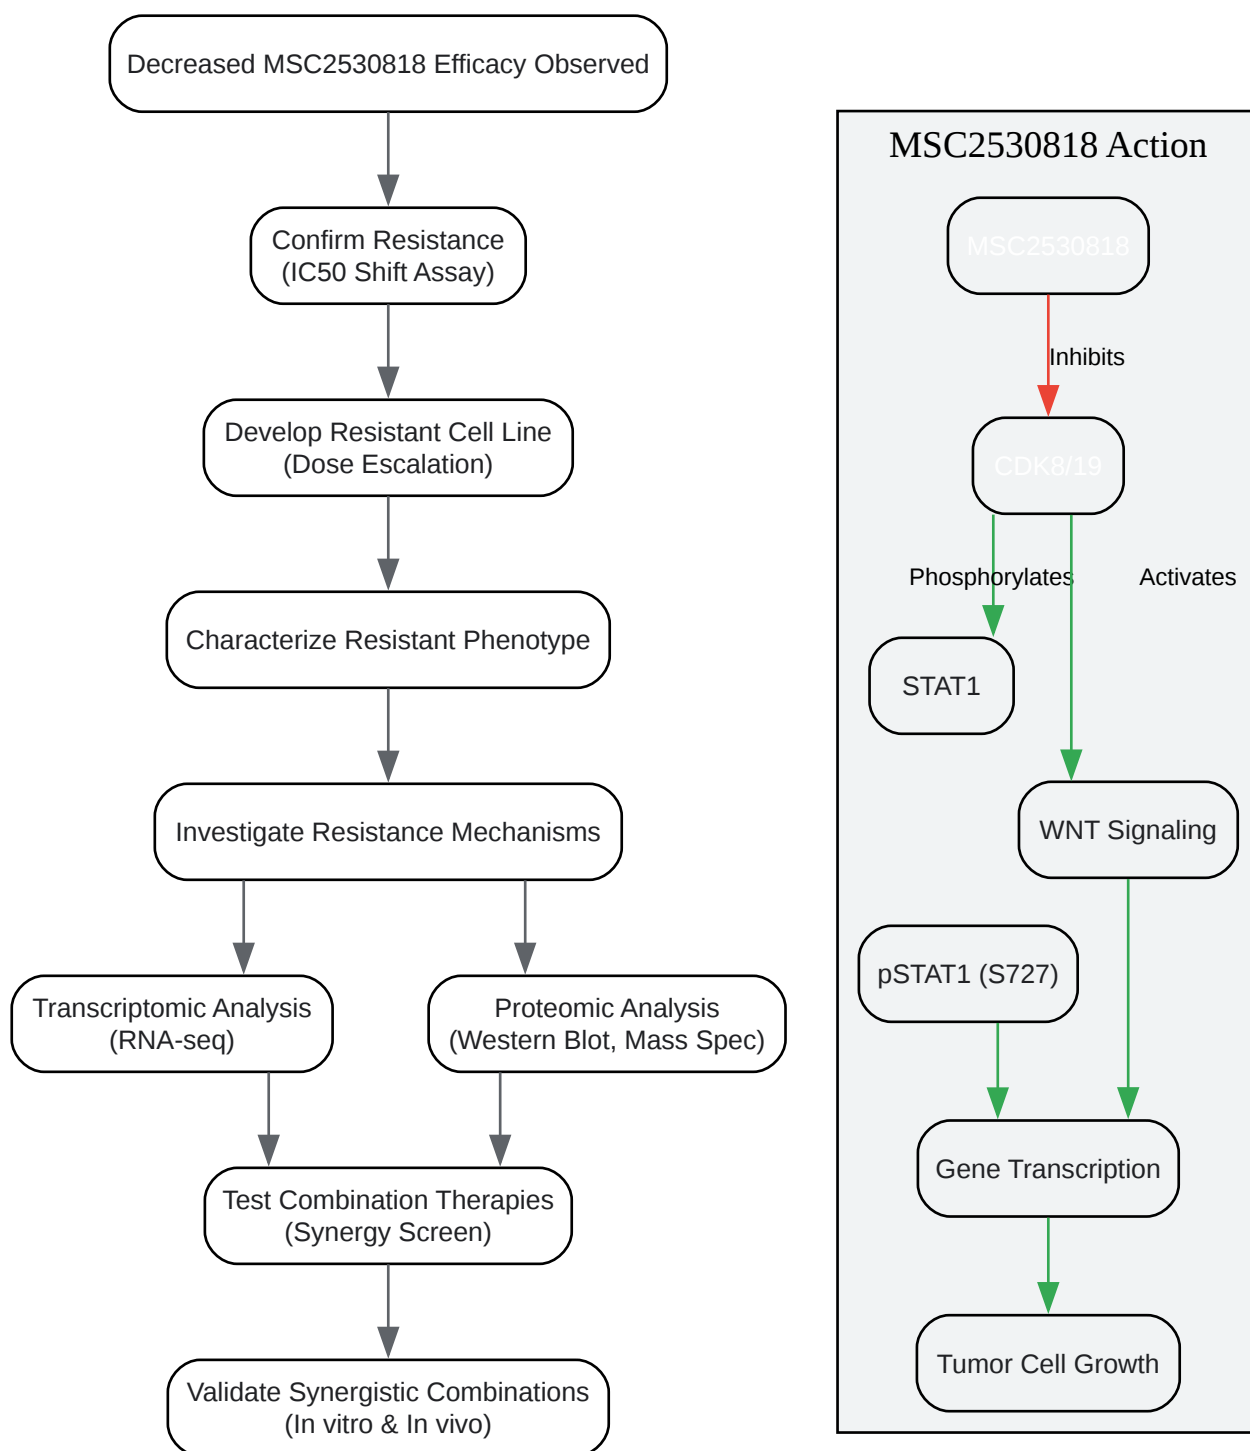 Decreased MSC2530818 Efficacy Observed
Confirm Resistance
(IC50 Shift Assay)
Develop Resistant Cell Line
(Dose Escalation)
Characterize Resistant Phenotype
Investigate Resistance Mechanisms
Transcriptomic Analysis
(RNA-seq)
Proteomic Analysis
(Western Blot, Mass Spec)
Test Combination Therapies
(Synergy Screen)
Validate Synergistic Combinations
(In vitro & In vivo)
MSC2530818 Action
MSC2530818
Inhibits
CDK8/19
Phosphorylates
Activates
STAT1
WNT Signaling
pSTAT1 (S727)
Gene Transcription
Tumor Cell Growth